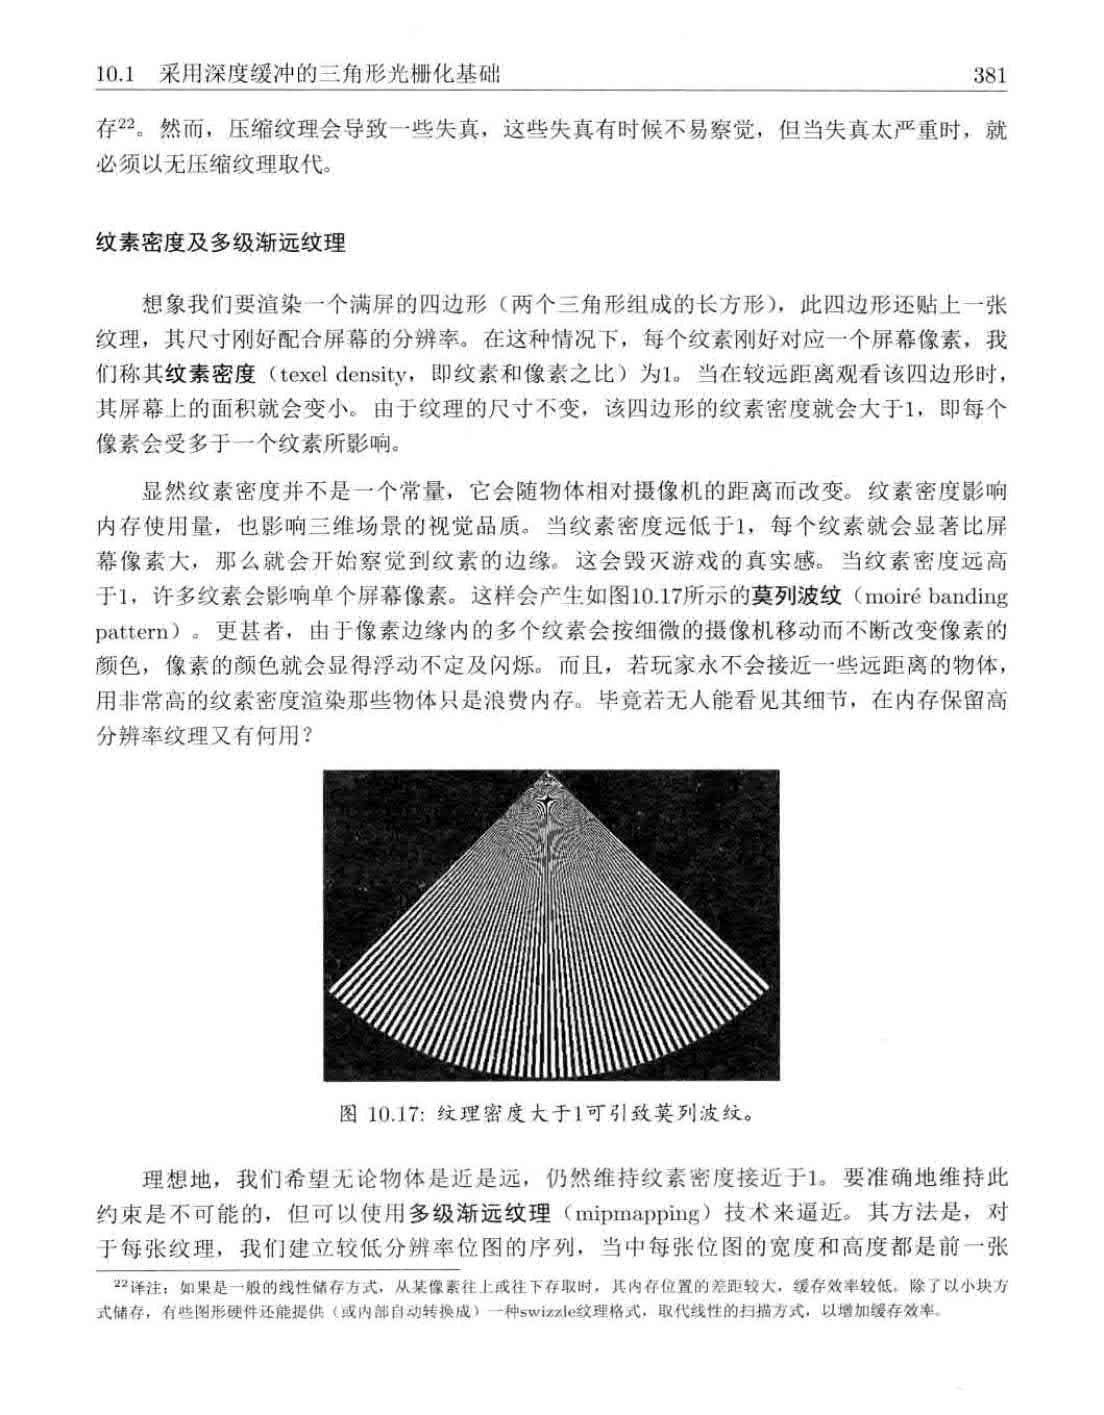 10.1 采用深度缓冲的三角形光栅化基础 381
存²²。然而，压缩纹理会导致一些失真，这些失真有时候不易察觉，但当失真太严重时，就
必须以无压缩纹理取代。
纹素密度及多级渐远纹理
想象我们要渲染一个满屏的四边形（两个三角形组成的长方形），此四边形还贴上一张
纹理，其尺寸刚好配合屏幕的分辨率。在这种情况下，每个纹素刚好对应一个屏幕像素，我
们称其纹素密度（texel density，即纹素和像素之比）为1。当在较远距离观看该四边形时，
其屏幕上的面积就会变小。由于纹理的尺寸不变，该四边形的纹素密度就会大于1，即每个
像素会受多于一个纹素所影响。
显然纹素密度并不是一个常量，它会随物体相对摄像机的距离而改变。纹素密度影响
内存使用量，也影响三维场景的视觉品质。当纹素密度远低于1，每个纹素就会显著比屏
幕像素大，那么就会开始察觉到纹素的边缘。这会毁灭游戏的真实感。当纹素密度远高
于1，许多纹素会影响单个屏幕像素。这样会产生如图10.17所示的莫列波纹（moiré banding
pattern）。更甚者，由于像素边缘内的多个纹素会按细微的摄像机移动而不断改变像素的
颜色，像素的颜色就会显得浮动不定及闪烁。而且，若玩家永不会接近一些远距离的物体，
用非常高的纹素密度渲染那些物体只是浪费内存。毕竟若无人能看见其细节，在内存保留高
分辨率纹理又有何用？
图 10.17: 纹理密度大于1可引致莫列波纹。
理想地，我们希望无论物体是近是远，仍然维持纹素密度接近于1。要准确地维持此
约束是不可能的，但可以使用多级渐远纹理（mipmapping）技术来逼近。其方法是，对
于每张纹理，我们建立较低分辨率位图的序列，当中每张位图的宽度和高度都是前一张
²²译注：如果是一般的线性储存方式，从某像素往上或往下存取时，其内存位置的差距较大，缓存效率较低。除了以小块方
式储存，有些图形硬件还能提供（或内部自动转换成）一种swizzle纹理格式，取代线性的扫描方式，以增加缓存效率。